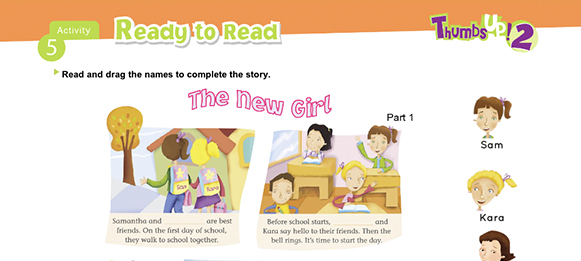 Activity
5
Ready to Read
Thumbs Up! 2
Read and drag the names to complete the story.
The New Girl
Part 1
Sam
Sam
Kara
Samantha and ________ are best
friends. On the first day of school,
they walk to school together.
Before school starts, ________ and
Kara say hello to their friends. Then the
bell rings. It's time to start the day.
Kara